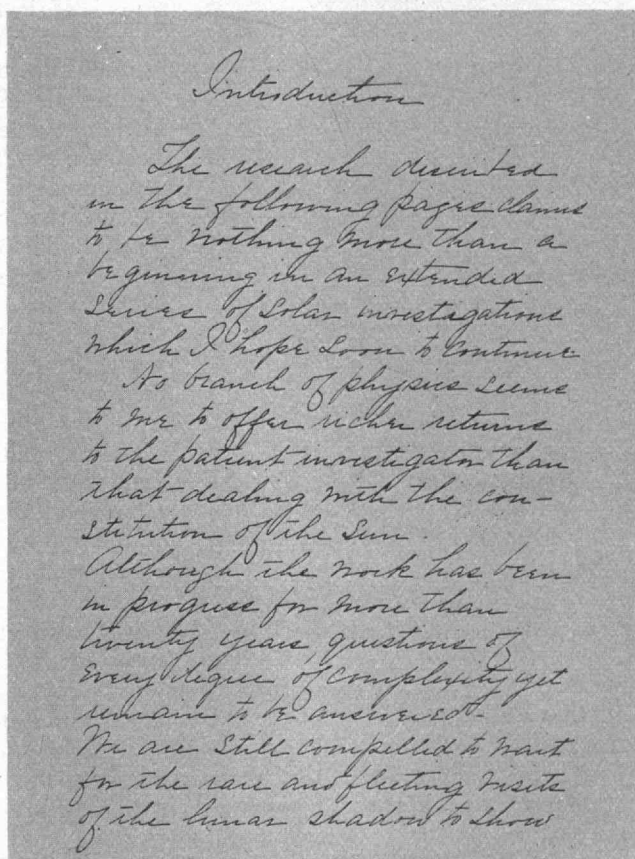 Introduction
The research described
in the following pages claims
to be nothing more than a
beginning in an extended
series of solar investigations
which I hope soon to continue.
No branch of physics seems
to me to offer richer returns
to the patient investigator than
that dealing with the con-
stitution of the Sun.
Although the work has been
in progress for more than
twenty years, questions of
every degree of complexity yet
remain to be answered.
We are still compelled to wait
for the rare and fleeting visits
of the lunar shadow to show